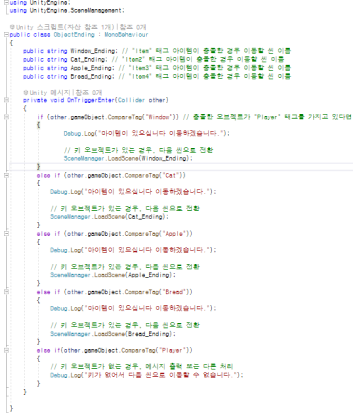 using UnityEngine;
using UnityEngine.SceneManagement;
Unity 스크립트(자산 참조 1개)|참조 0개
public class ObjectEnding : MonoBehaviour
{
public string Window_Ending; // "Item" 태그 아이템이 충돌한 경우 이동할 씬 이름
public string Cat_Ending; // "Item2" 태그 아이템이 충돌한 경우 이동할 씬 이름
public string Apple_Ending; // "Item3" 태그 아이템이 충돌한 경우 이동할 씬 이름
public string Bread_Ending; // "Item4" 태그 아이템이 충돌한 경우 이동할 씬 이름
Unity 메시지|참조 0개
private void OnTriggerEnter(Collider other)
{
if (other.gameObject.CompareTag("Window")) // 충돌한 오브젝트가 "Player" 태그를 가지고 있다면
{
Debug.Log("아이템이 있으십니다 이동하겠습니다.");
// 키 오브젝트가 있는 경우, 다음 씬으로 전환
SceneManager.LoadScene(Window_Ending);
}
else if (other.gameObject.CompareTag("Cat"))
{
Debug.Log("아이템이 있으십니다 이동하겠습니다.");
// 키 오브젝트가 있는 경우, 다음 씬으로 전환
SceneManager.LoadScene(Cat_Ending);
}
else if (other.gameObject.CompareTag("Apple"))
{
Debug.Log("아이템이 있으십니다 이동하겠습니다.");
// 키 오브젝트가 있는 경우, 다음 씬으로 전환
SceneManager.LoadScene(Apple_Ending);
}
else if (other.gameObject.CompareTag("Bread"))
{
Debug.Log("아이템이 있으십니다 이동하겠습니다.");
// 키 오브젝트가 있는 경우, 다음 씬으로 전환
SceneManager.LoadScene(Bread_Ending);
}
else if(other.gameObject.CompareTag("Player"))
{
// 키 오브젝트가 없는 경우, 메시지 출력 또는 다른 처리
Debug.Log("키가 없어서 다음 씬으로 이동할 수 없습니다.");
}
}
}